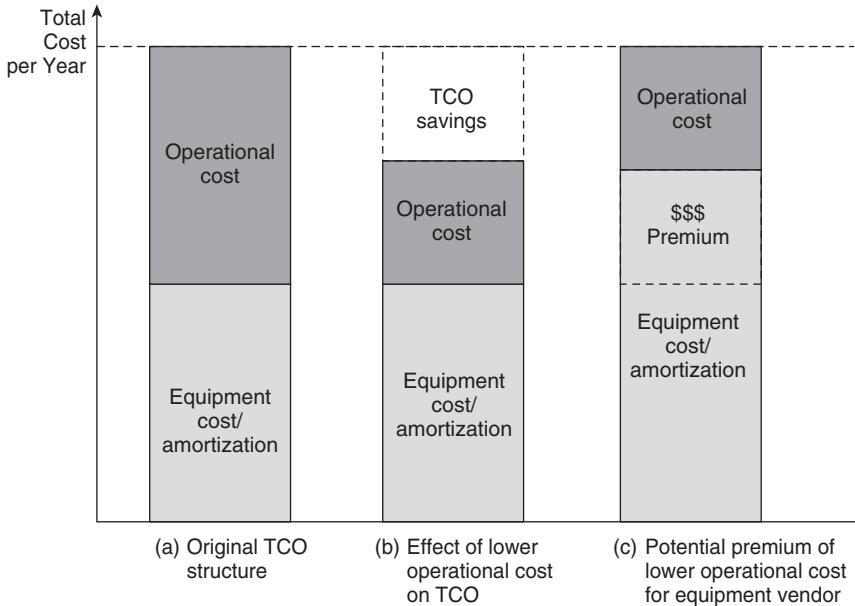 Total
Cost
per Year
Operational
cost
Equipment
cost/
amortization
TCO
savings
Operational
cost
Equipment
cost/
amortization
Operational
cost
$$$
Premium
Equipment
cost/
amortization
(a) Original TCO
structure
(b) Effect of lower
operational cost
on TCO
(c) Potential premium of
lower operational cost
for equipment vendor